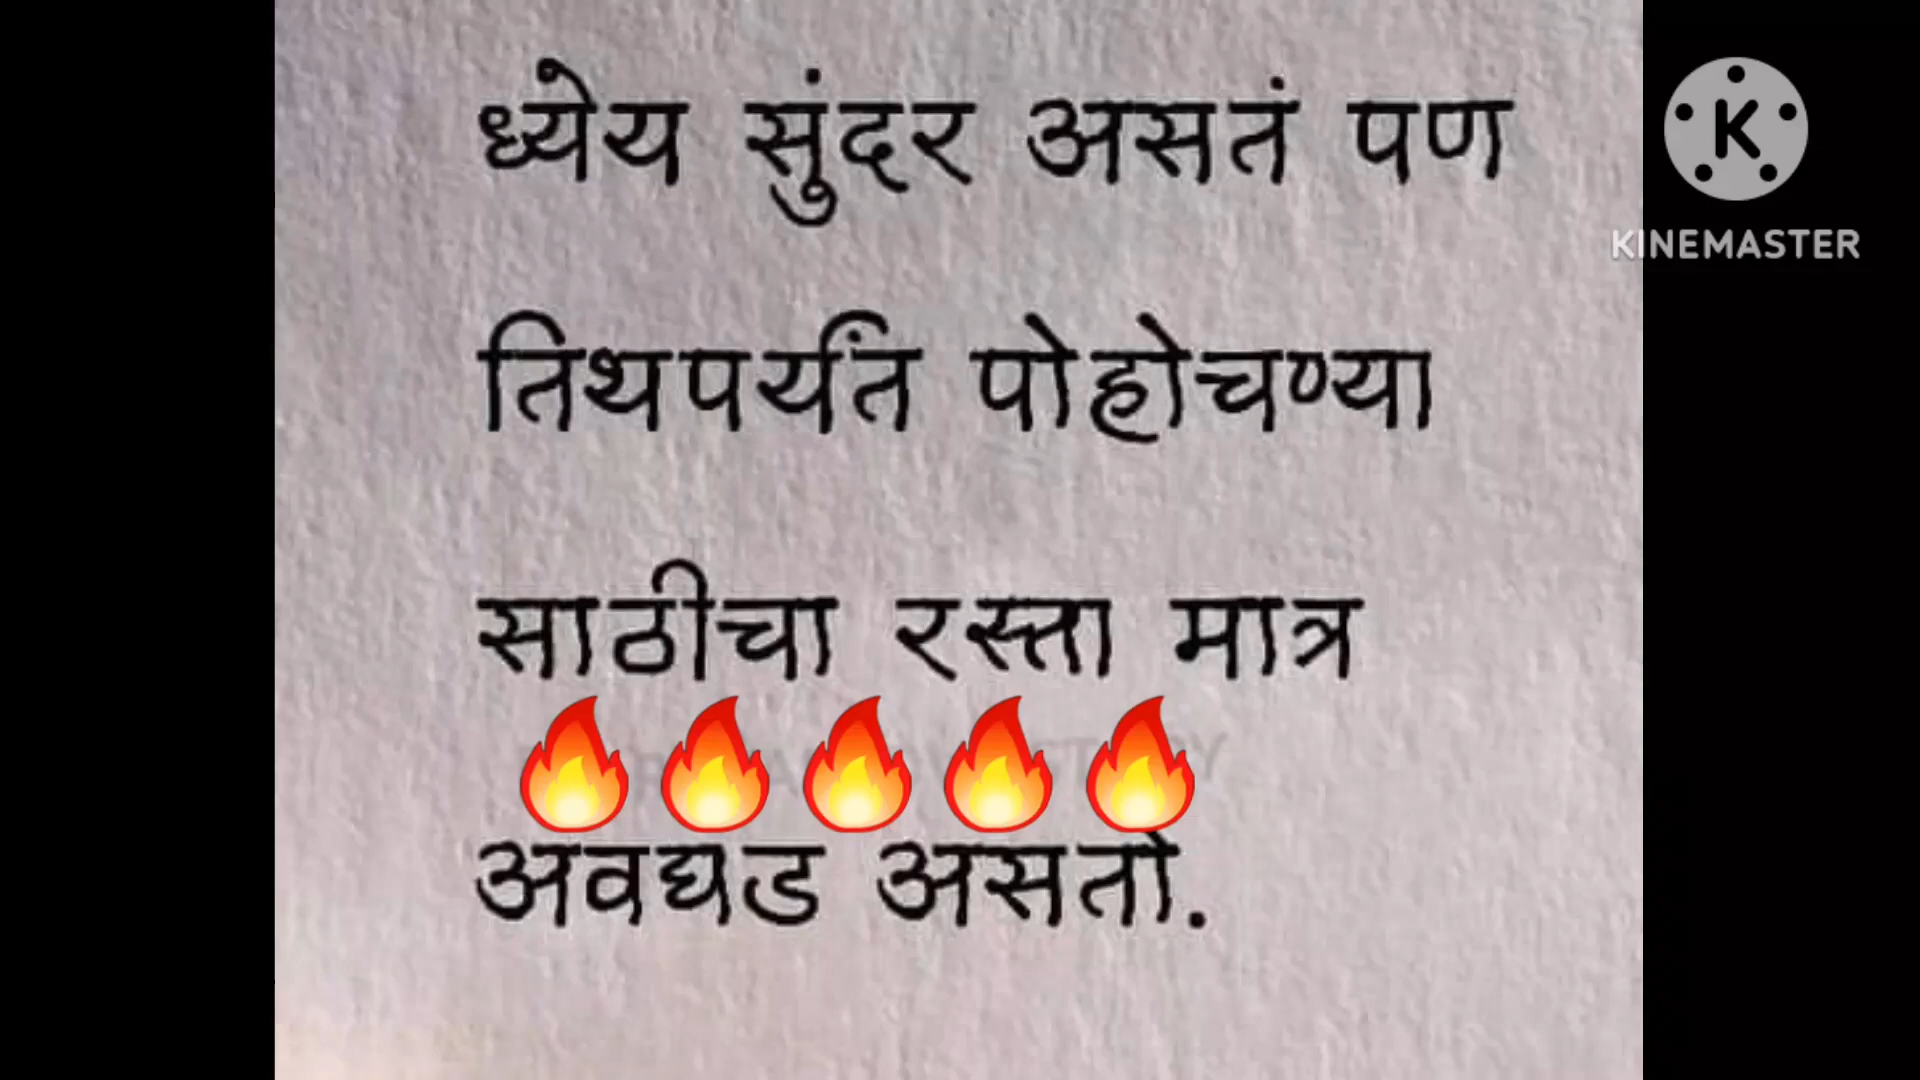 ध्येय सुंदर असतं पण
KINEMASTER
तिथपर्यंत पोहोचण्या
साठीचा रस्ता मात्र
अवघड असतो.